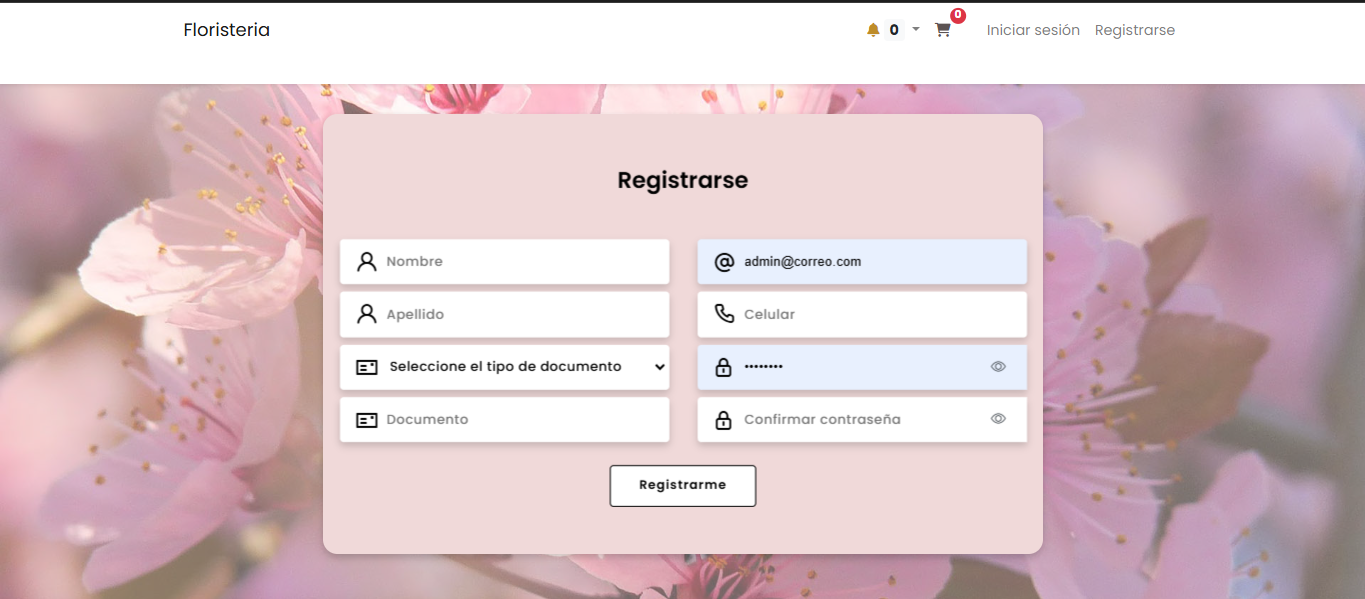 Floristeria
0
0
Iniciar sesión
Registrarse
Registrarse
Nombre
admin@correo.com
Apellido
Celular
Seleccione el tipo de documento
••••••••
Documento
Confirmar contraseña
Registrarme